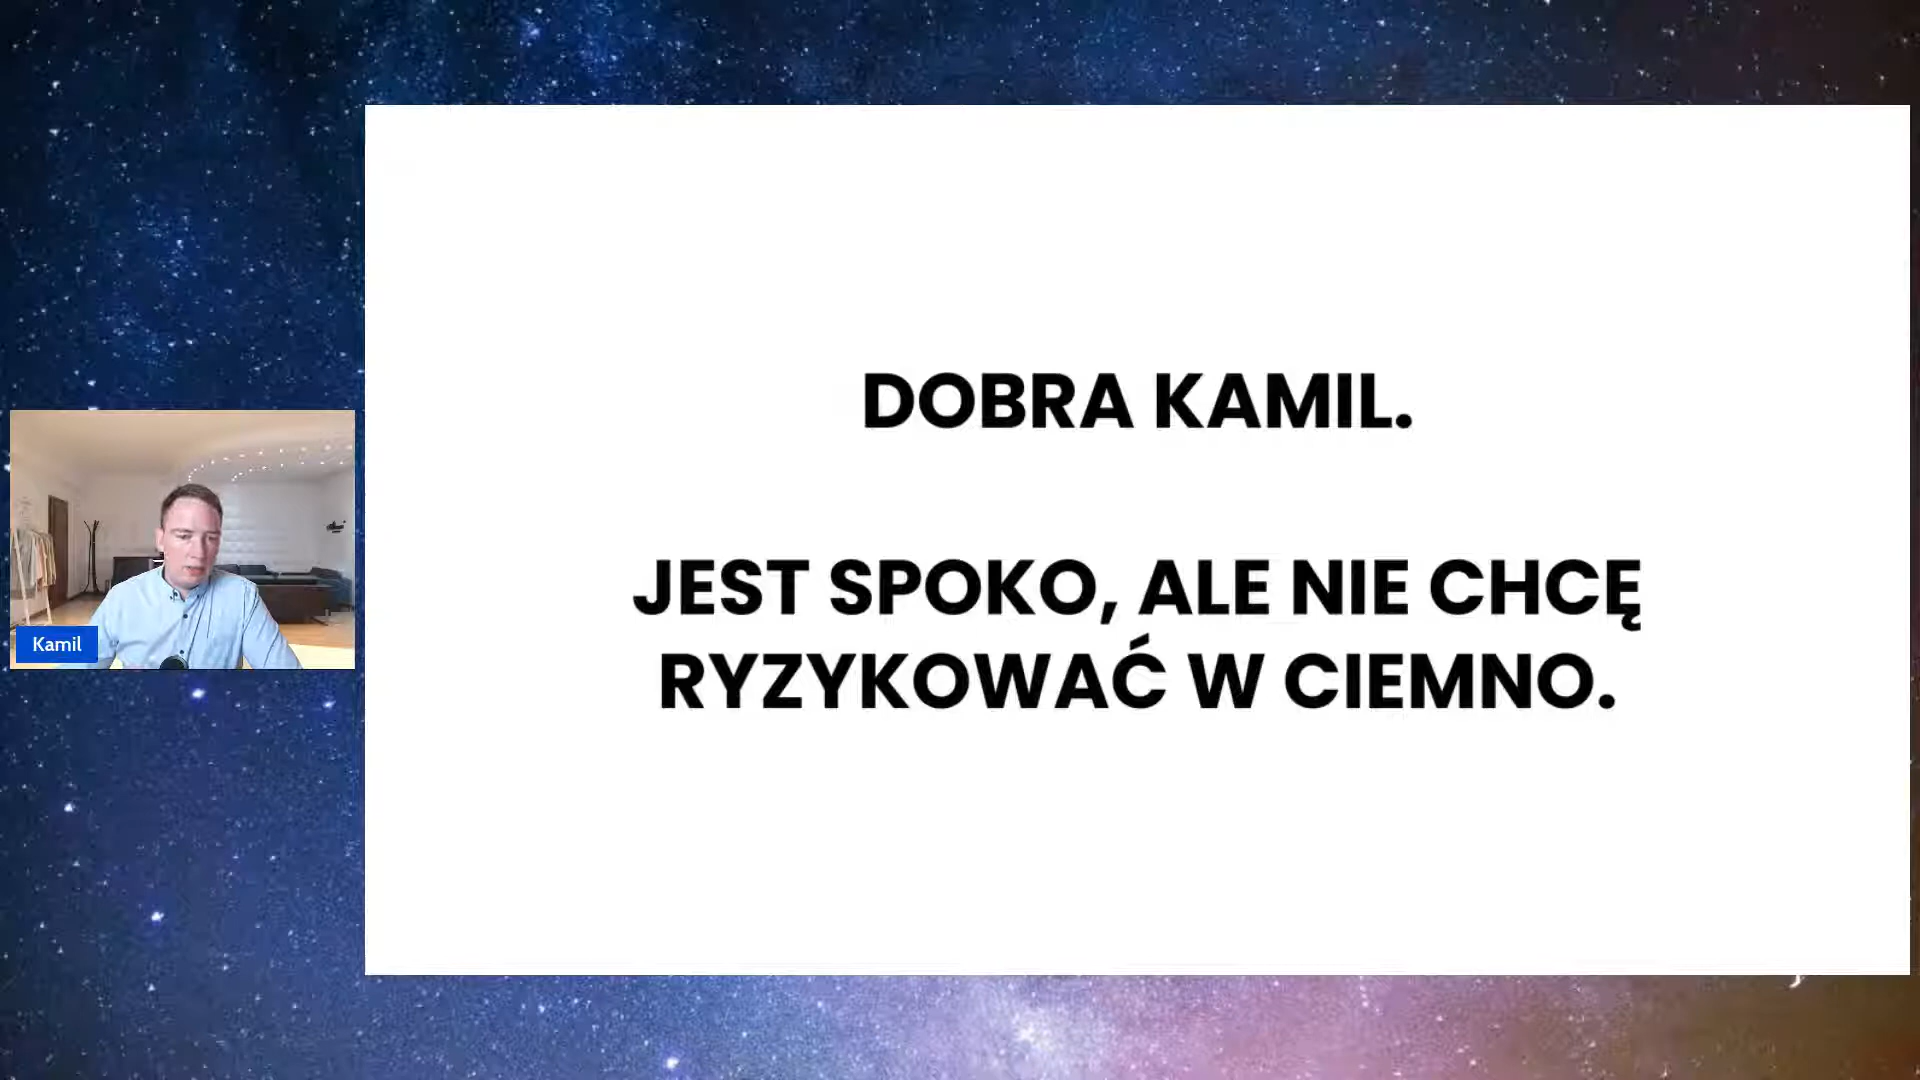 DOBRA KAMIL.
JEST SPOKO, ALE NIE CHCĘ
RYZYKOWAĆ W CIEMNO.
Kamil